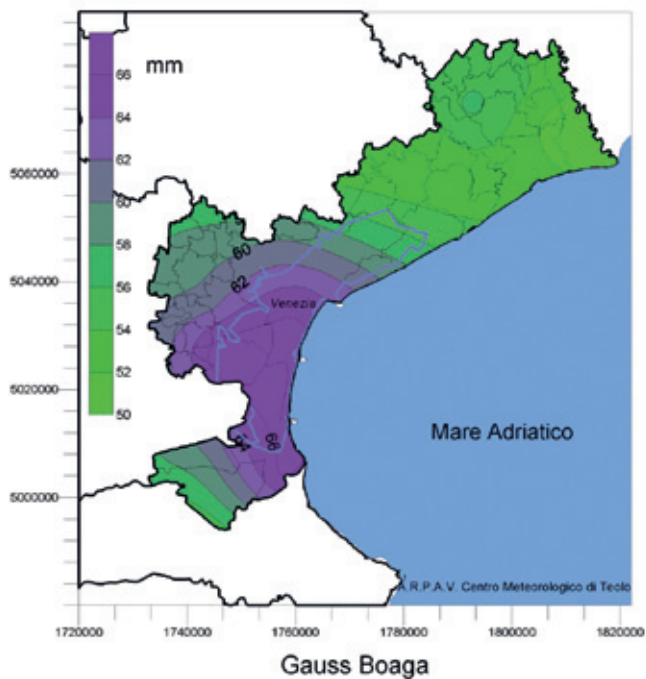 mm
66
64
62
60
58
56
54
52
50
5060000
5040000
5020000
5000000
60
62
Venezia
64
66
Mare Adriatico
A.R.P.A.V. Centro Meteorologico di Teolo
1720000 1740000 1760000 1780000 1800000 1820000
Gauss Boaga